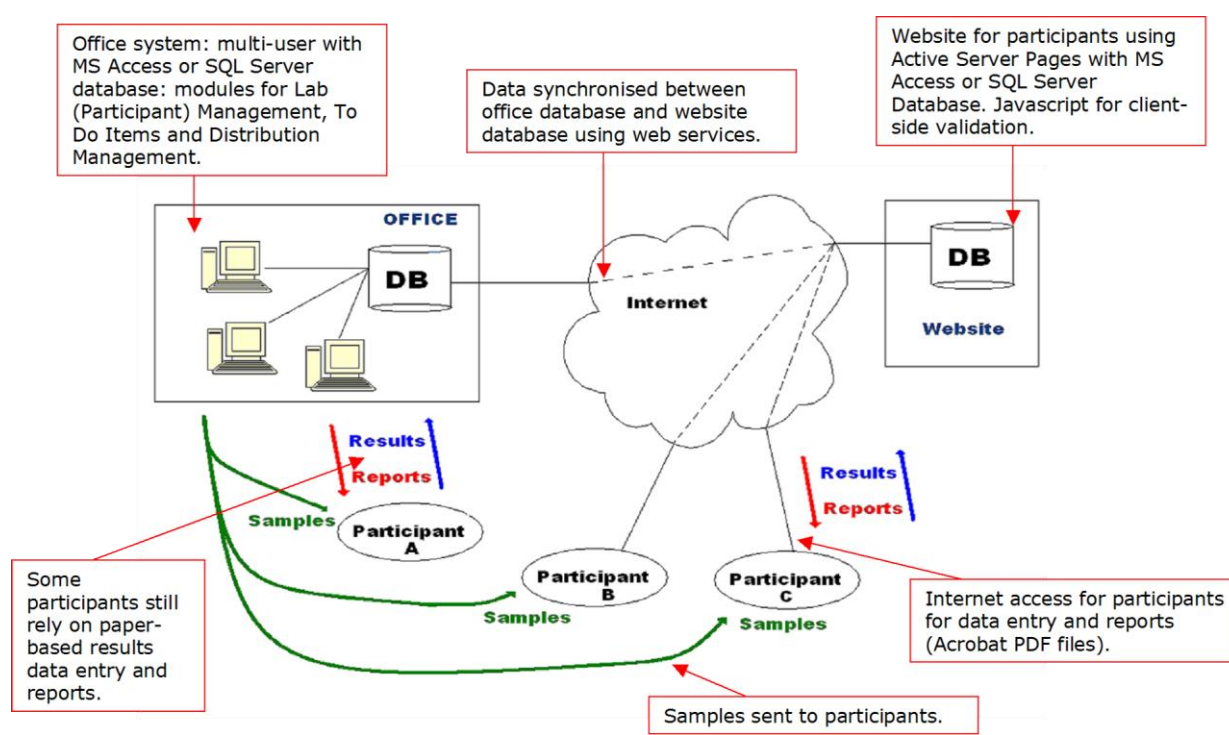 Office system: multi-user with
MS Access or SQL Server
database: modules for Lab
(Participant) Management, To
Do Items and Distribution
Management.
Data synchronised between
office database and website
database using web services.
Website for participants using
Active Server Pages with MS
Access or SQL Server
Database. Javascript for client-
side validation.
OFFICE
DB
Internet
DB
Website
Results
Reports
Samples
Participant
A
Participant
B
Samples
Participant
C
Samples
Results
Reports
Some
participants still
rely on paper-
based results
data entry and
reports.
Internet access for participants
for data entry and reports
(Acrobat PDF files).
Samples sent to participants.